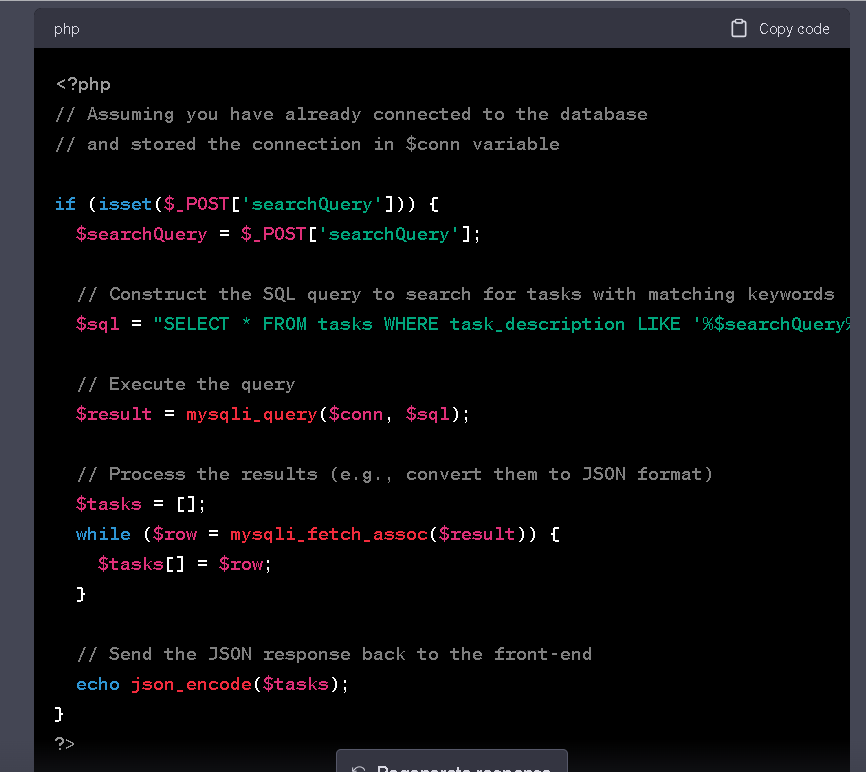 php
Copy code
<?php
// Assuming you have already connected to the database
// and stored the connection in $conn variable
if (isset($_POST['searchQuery'])) {
$searchQuery = $_POST['searchQuery'];
// Construct the SQL query to search for tasks with matching keywords
$sql = "SELECT * FROM tasks WHERE task_description LIKE '%$searchQuery%
// Execute the query
$result = mysqli_query($conn, $sql);
// Process the results (e.g., convert them to JSON format)
$tasks = [];
while ($row = mysqli_fetch_assoc($result)) {
$tasks[] = $row;
}
// Send the JSON response back to the front-end
echo json_encode($tasks);
}
?>
Regenerate response